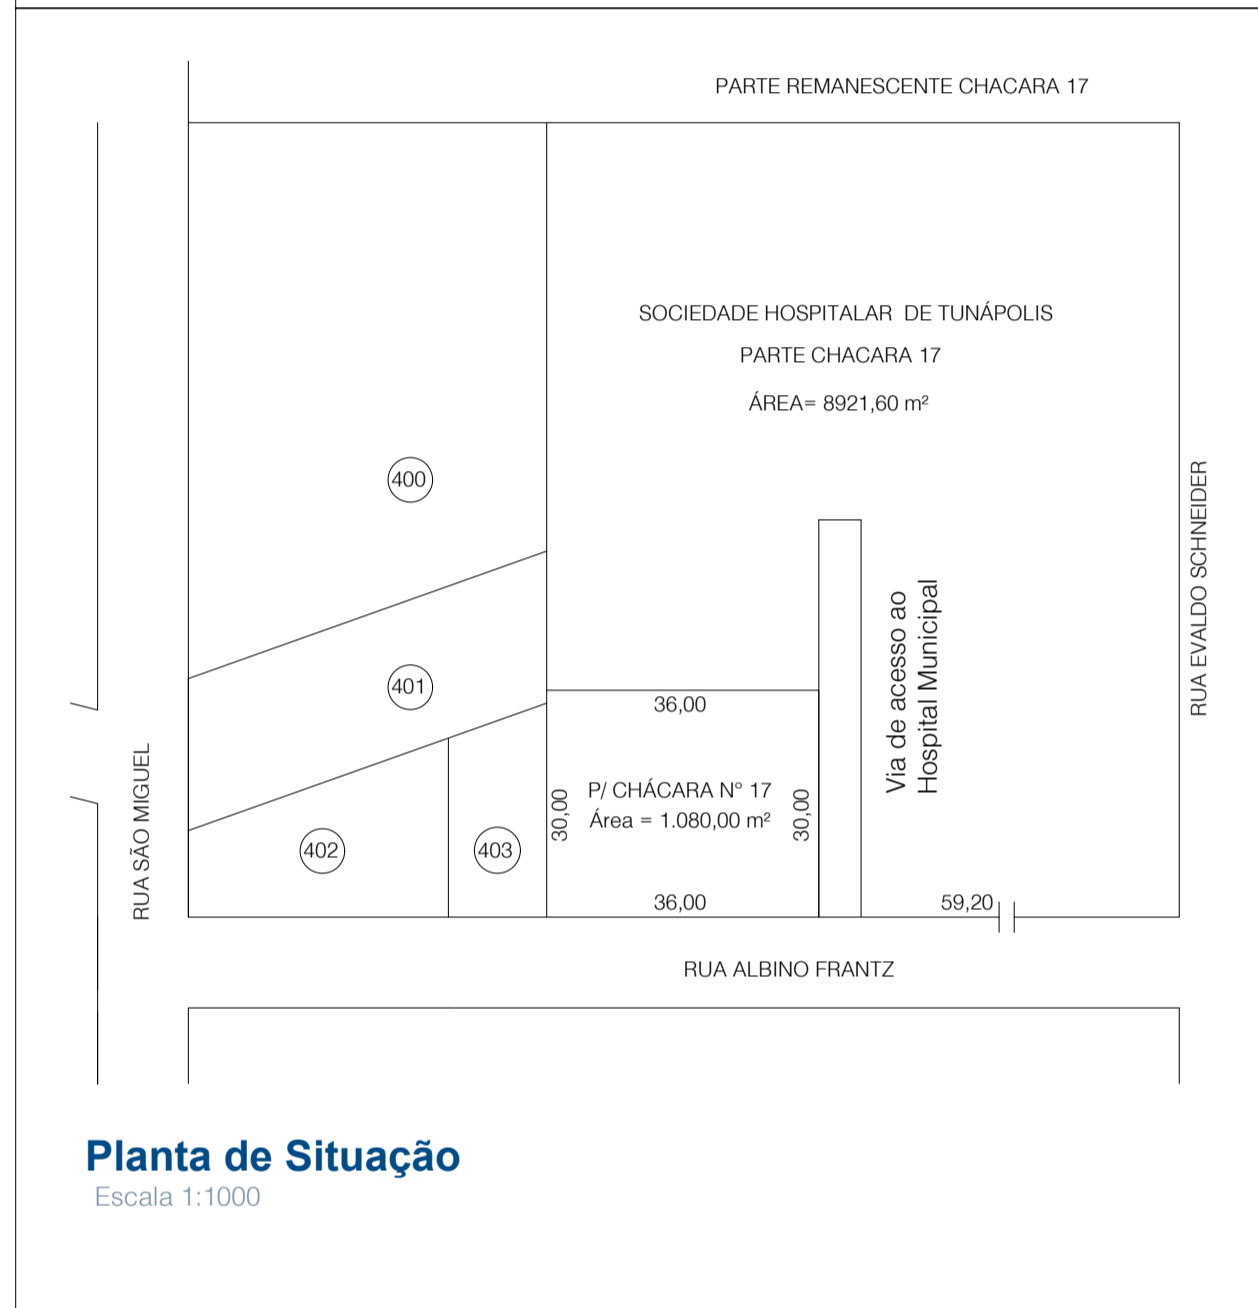 PARTE REMANESCENTE CHACARA 17
SOCIEDADE HOSPITALAR DE TUNÁPOLIS
PARTE CHACARA 17
ÁREA= 8921,60 m²
400
RUA EVALDO SCHNEIDER
Via de acesso ao
Hospital Municipal
401
36,00
RUA SÃO MIGUEL
30,00
P/ CHÁCARA Nº 17
Área = 1.080,00 m²
30,00
402
403
36,00
59,20
RUA ALBINO FRANTZ
Planta de Situação
Escala 1:1000